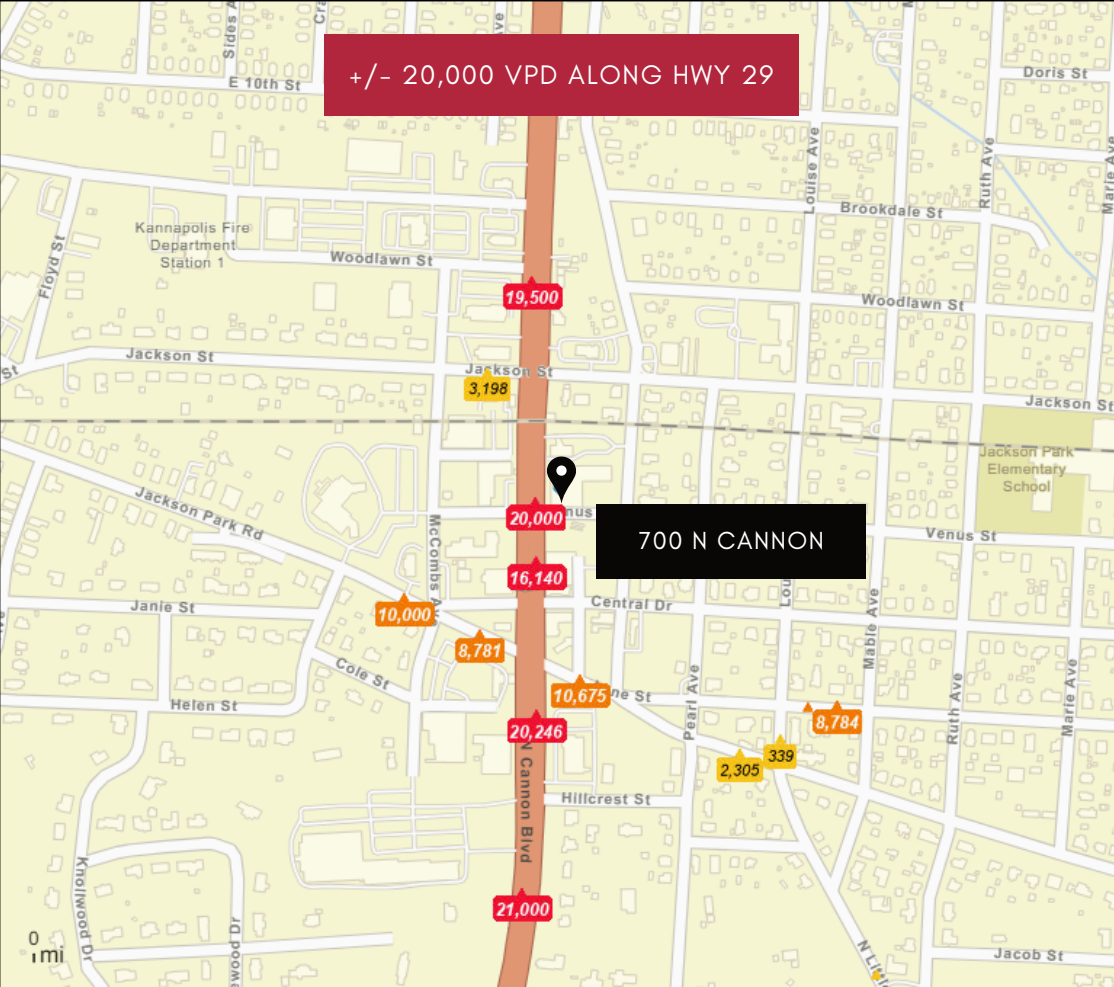 +/- 20,000 VPD ALONG HWY 29
E 10th St
Doris St
Louise Ave
Ruth Ave
Brookdale St
Kannapolis Fire
Department
Station 1
Floyd St
Woodlawn St
19,500
Woodlawn St
Jackson St
St
Jackson St
3,198
Jackson St
Jackson Park
Elementary
School
Jackson Park Rd
20,000
700 N CANNON
Venus St
16,140
McCombs
Janie St
10,000
Central Dr
8,781
Mable Ave
Cole St
10,675
St
Helen St
Pearl Ave
8,784
20,246
Ruth Ave
Marie Ave
339
2,305
N Cannon Blvd
Hillcrest St
Knollwood Dr
21,000
0
mi
Jacob St